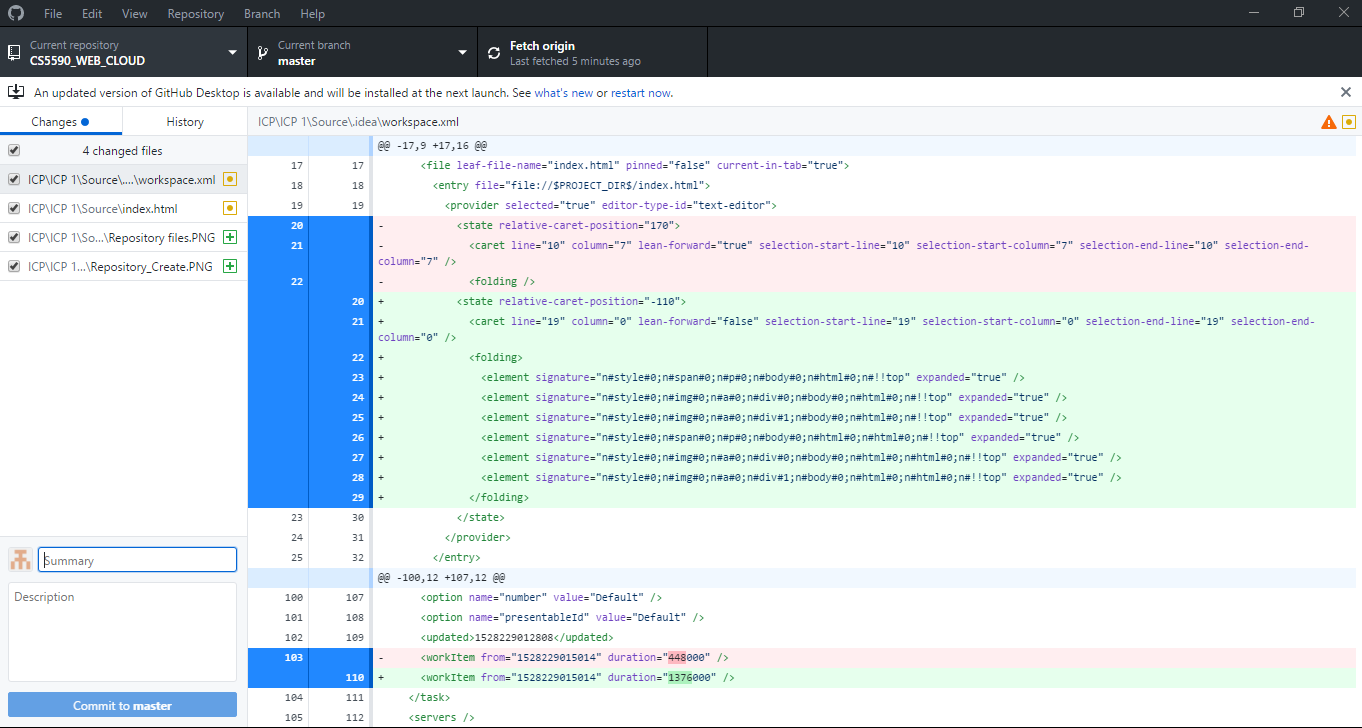 File Edit View Repository Branch Help
Current repository
CS5590_WEB_CLOUD
Current branch
master
Fetch origin
Last fetched 5 minutes ago
An updated version of GitHub Desktop is available and will be installed at the next launch. See what's new or restart now.
Changes History
4 changed files
ICP\ICP 1\Source\...\workspace.xml
ICP\ICP 1\Source\index.html
ICP\ICP 1\So...\Repository files.PNG
ICP\ICP 1...\Repository_Create.PNG
Summary
Description
Commit to master
ICP\ICP 1\Source\.idea\workspace.xml
@@ -17,9 +17,16 @@
17 17 <file leaf-file-name="index.html" pinned="false" current-in-tab="true">
18 18 <entry file="file://$PROJECT_DIR$/index.html">
19 19 <provider selected="true" editor-type-id="text-editor">
20 - <state relative-caret-position="170">
21 - <caret line="10" column="7" lean-forward="true" selection-start-line="10" selection-start-column="7" selection-end-line="10" selection-end-
column="7" />
22 - <folding />
20 + <state relative-caret-position="-110">
21 + <caret line="19" column="0" lean-forward="false" selection-start-line="19" selection-start-column="0" selection-end-line="19" selection-end-
column="0" />
22 + <folding>
23 + <element signature="n#style#0;n#span#0;n#p#0;n#body#0;n#html#0;n#!!top" expanded="true" />
24 + <element signature="n#style#0;n#img#0;n#a#0;n#div#0;n#body#0;n#html#0;n#!!top" expanded="true" />
25 + <element signature="n#style#0;n#img#0;n#a#0;n#div#1;n#body#0;n#html#0;n#!!top" expanded="true" />
26 + <element signature="n#style#0;n#span#0;n#p#0;n#body#0;n#html#0;n#html#0;n#!!top" expanded="true" />
27 + <element signature="n#style#0;n#img#0;n#a#0;n#div#0;n#body#0;n#html#0;n#html#0;n#!!top" expanded="true" />
28 + <element signature="n#style#0;n#img#0;n#a#0;n#div#1;n#body#0;n#html#0;n#html#0;n#!!top" expanded="true" />
29 + </folding>
23 30 </state>
24 31 </provider>
25 32 </entry>
@@ -100,12 +107,12 @@
100 107 <option name="number" value="Default" />
101 108 <option name="presentableId" value="Default" />
102 109 <updated>1528229012808</updated>
103 - <workItem from="1528229015014" duration="448000" />
110 + <workItem from="1528229015014" duration="1376000" />
104 111 </task>
105 112 <servers />